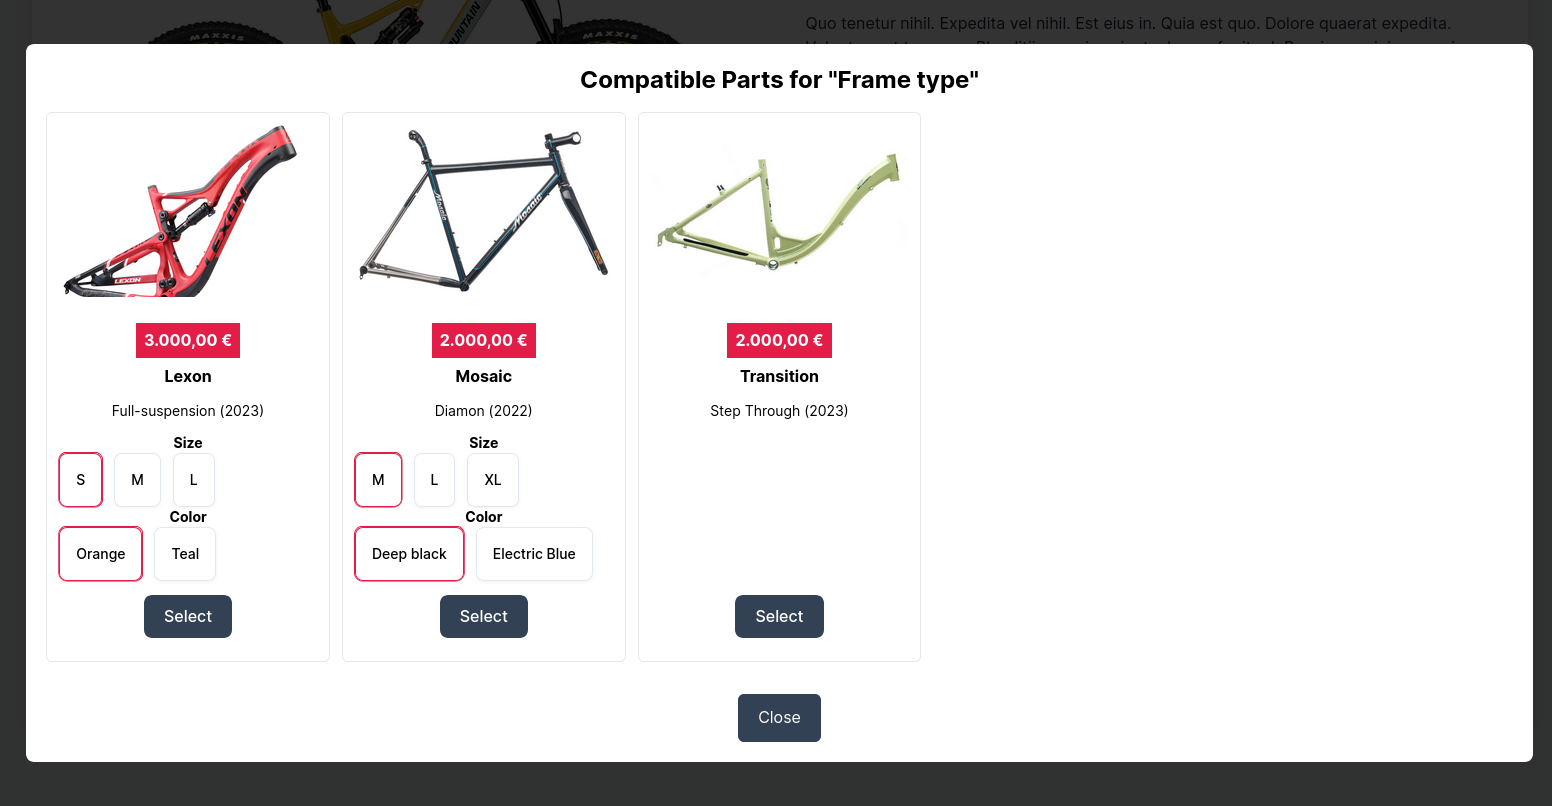 MAXXIS
MAXXIS
MOUNTAIN
Quo tenetur nihil. Expedita vel nihil. Est eius in. Quia est quo. Dolore quaerat expedita.
Compatible Parts for "Frame type"
LEXON
LEXON
Mosaic
Mosaic
3.000,00 €
2.000,00 €
2.000,00 €
Lexon
Mosaic
Transition
Full-suspension (2023)
Diamon (2022)
Step Through (2023)
Size
Size
S M L
M L XL
Color
Color
Orange Teal
Deep black Electric Blue
Select
Select
Select
Close